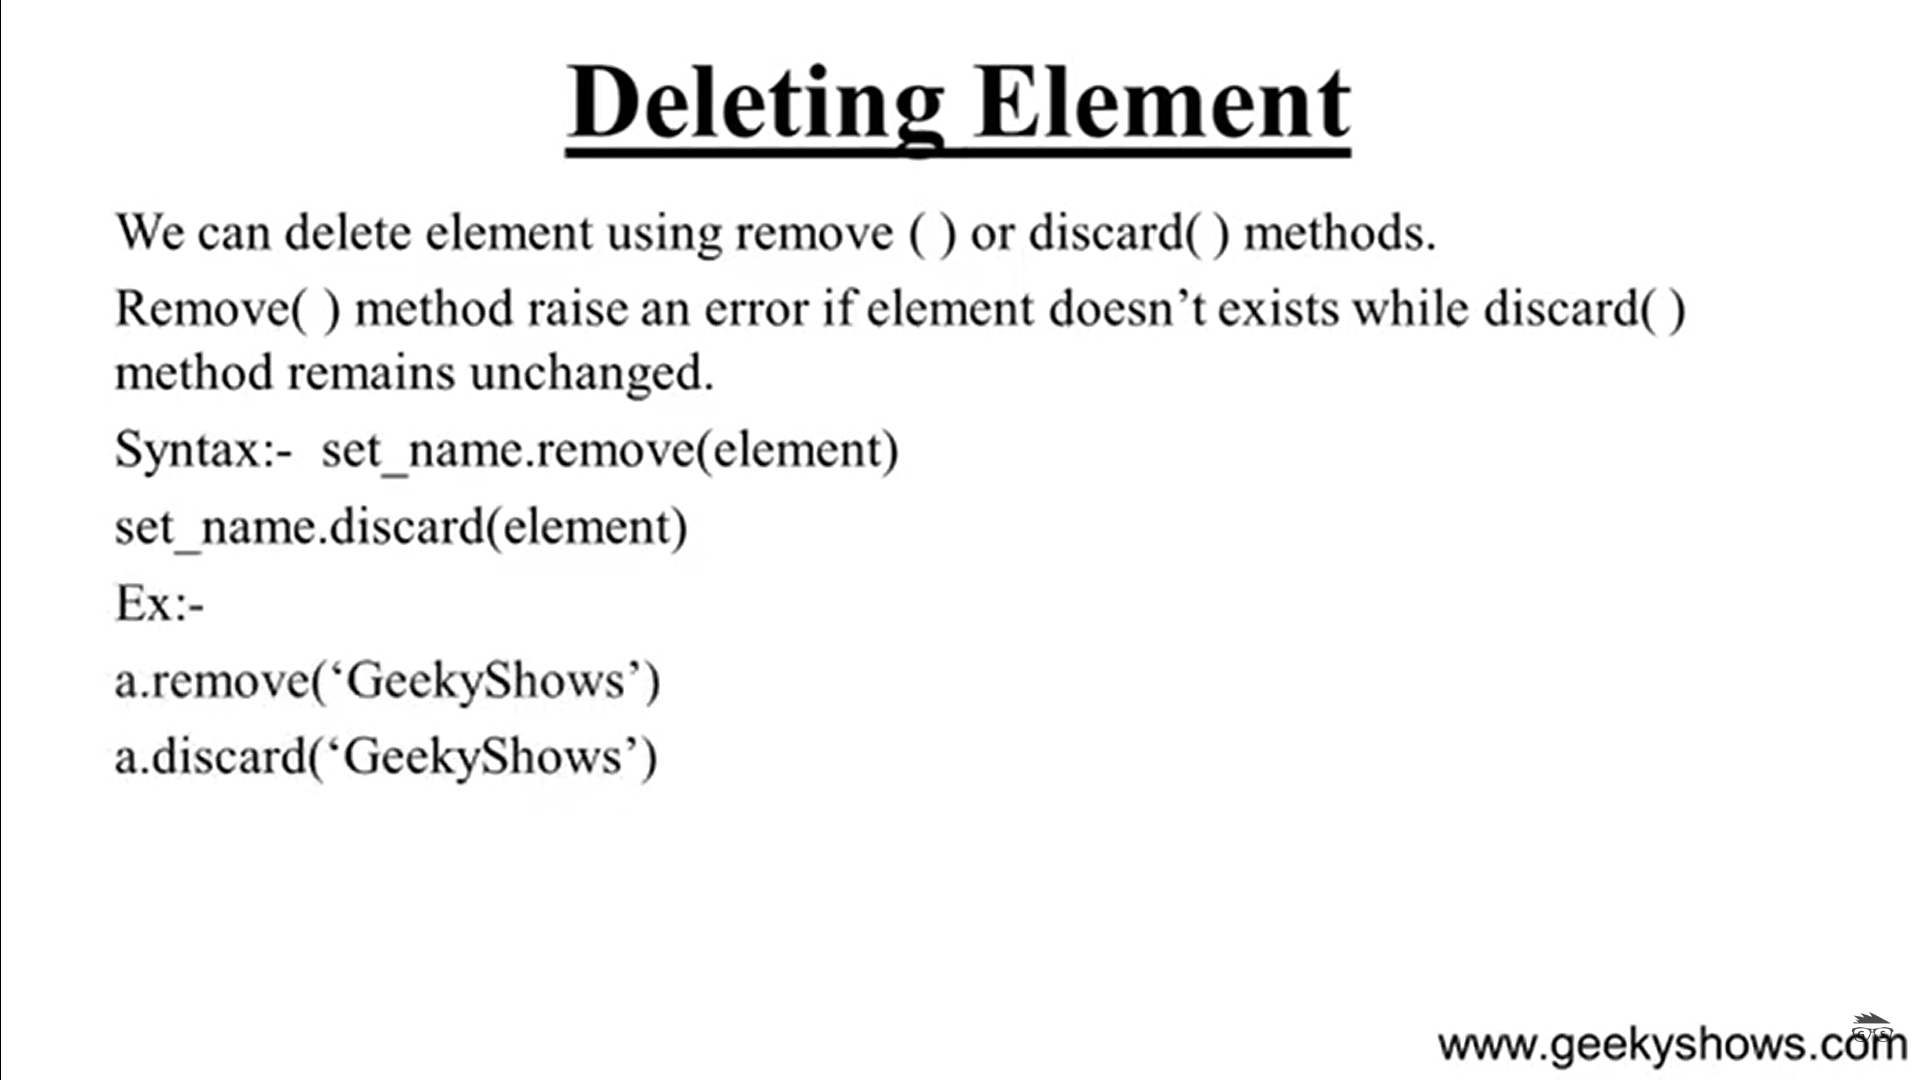 Deleting Element
We can delete element using remove ( ) or discard( ) methods.
Remove( ) method raise an error if element doesn’t exists while discard( )
method remains unchanged.
Syntax:- set_name.remove(element)
set_name.discard(element)
Ex:-
a.remove(‘GeekyShows’)
a.discard(‘GeekyShows’)
www.geekyshows.com